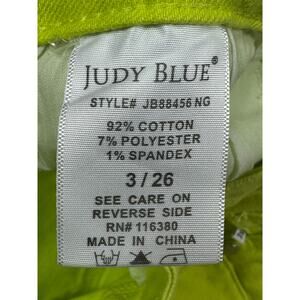 JUDY BLUE®
STYLE# JB88456 NG
92% COTTON
7% POLYESTER
1% SPANDEX
3 / 26
SEE CARE ON
REVERSE SIDE
RN# 116380
MADE IN CHINA